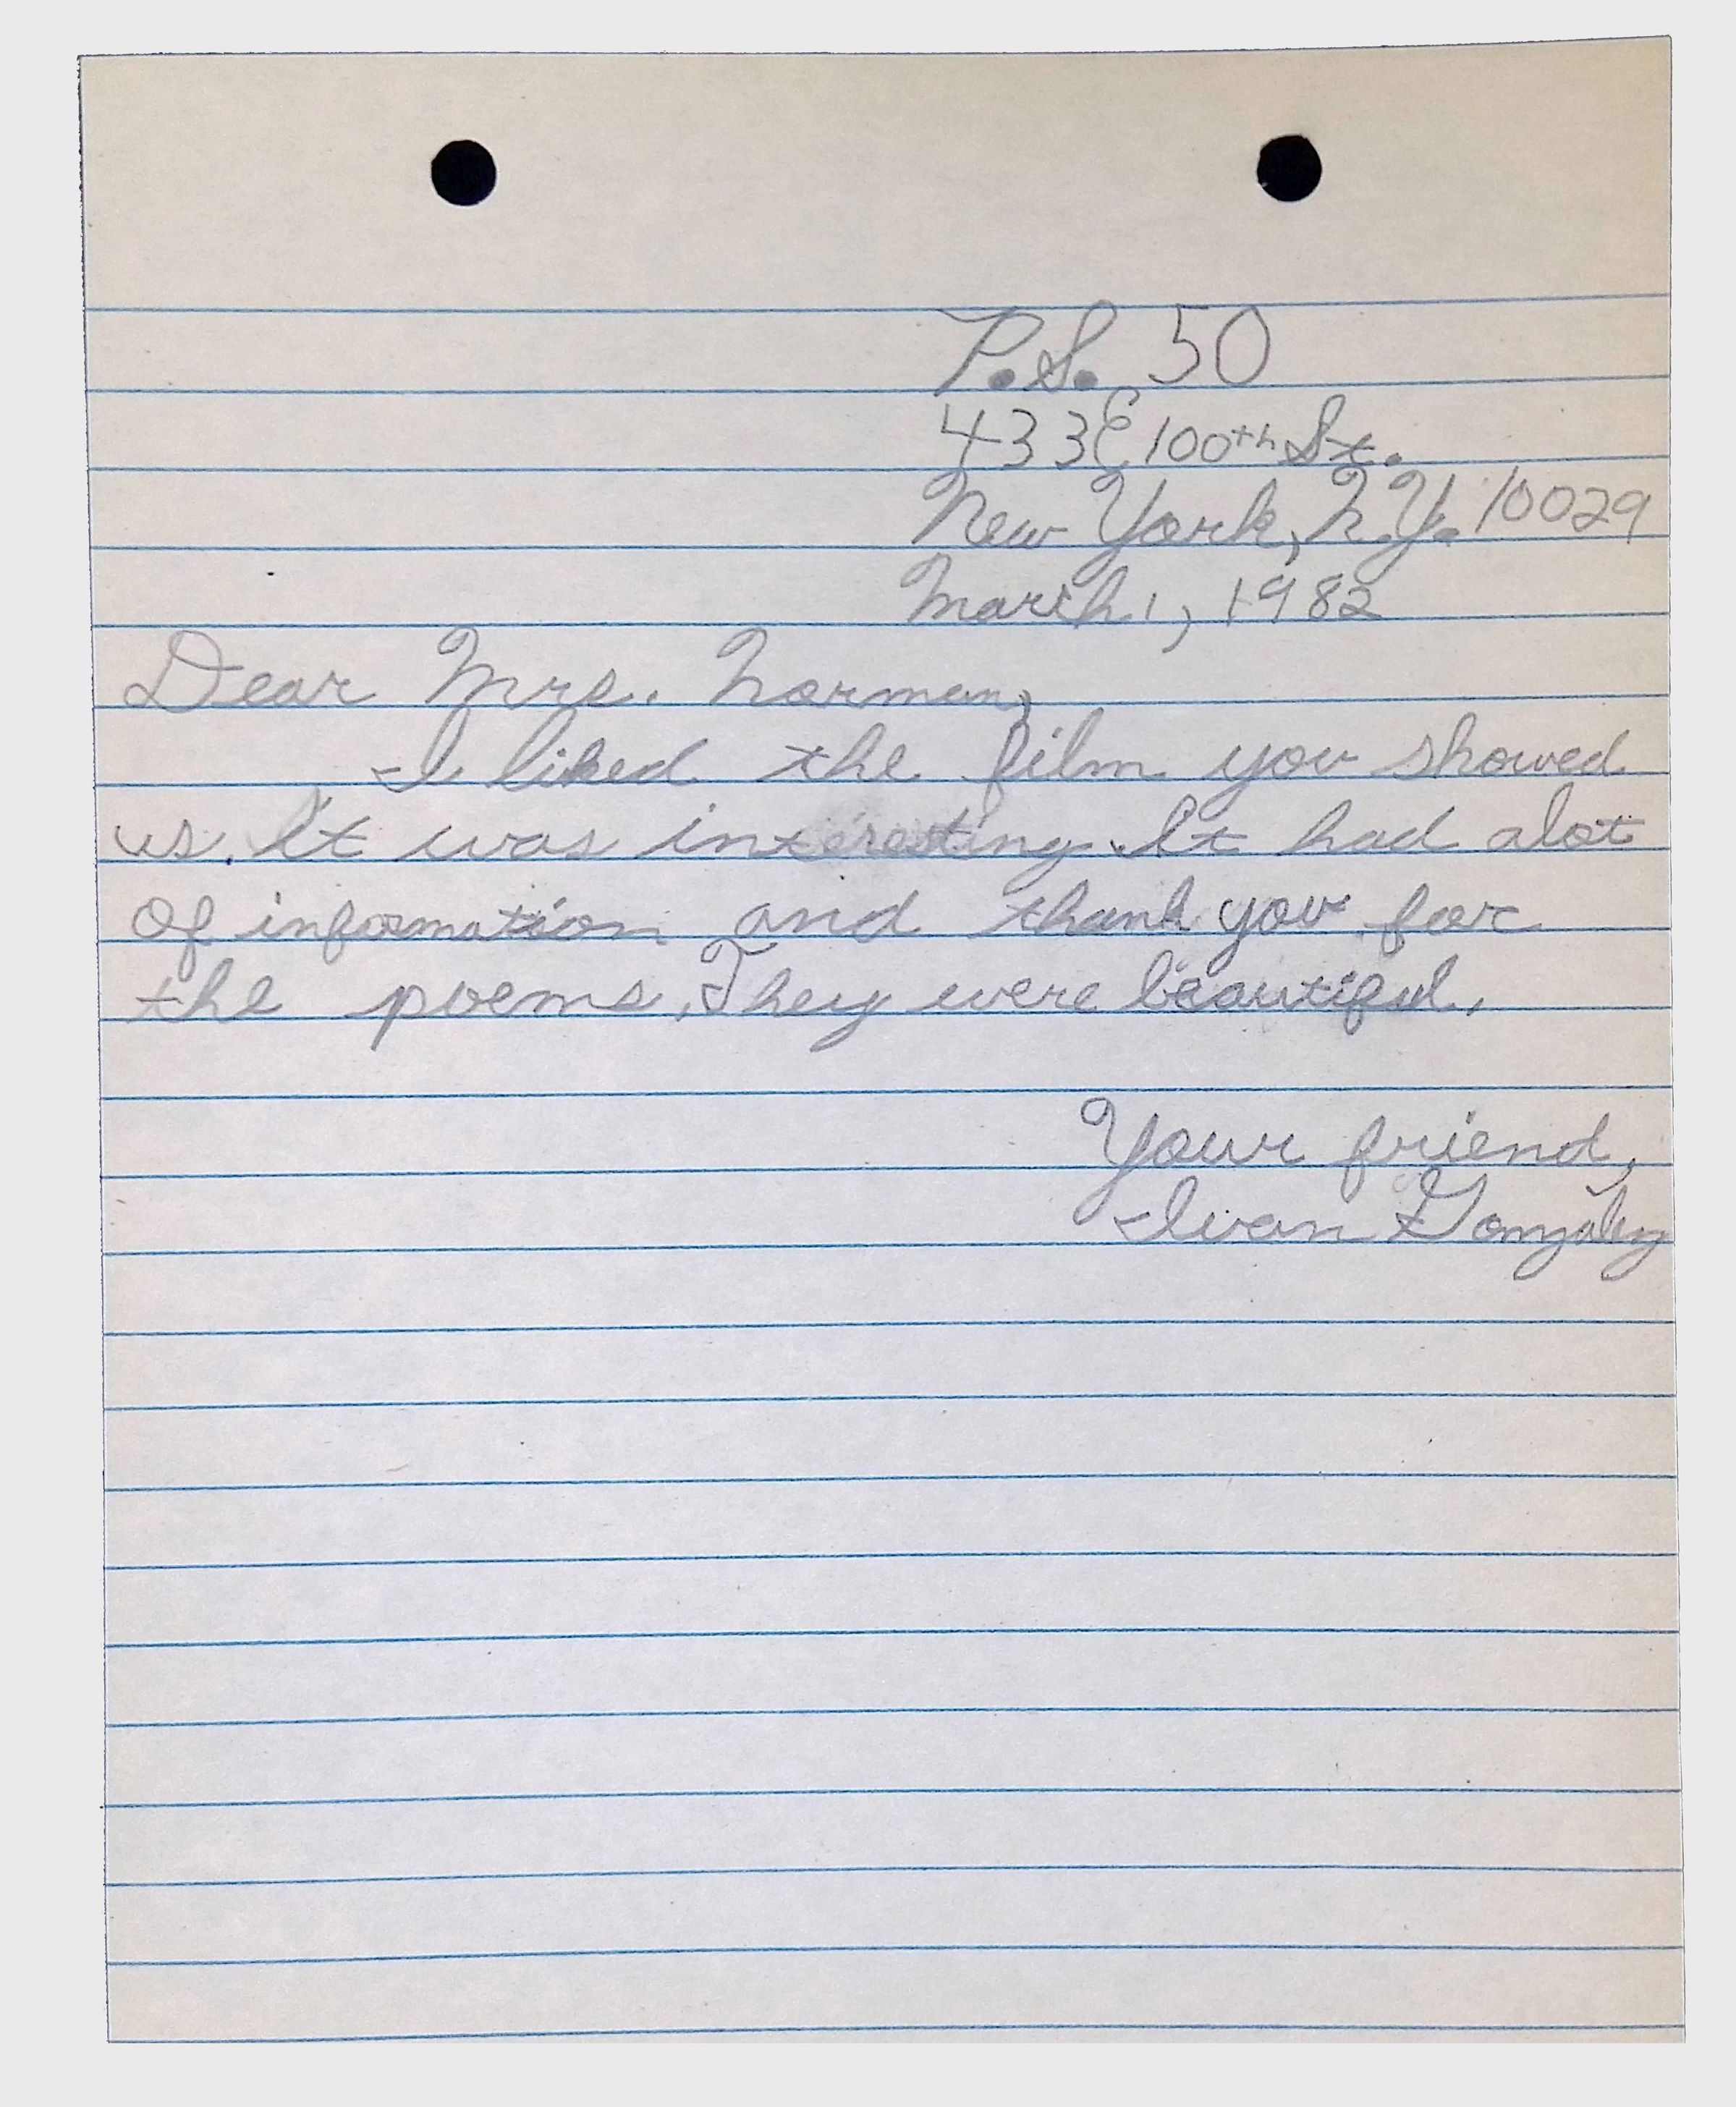 P.S. 50
433 E 100th St.
New York, N.Y. 10029
March 1, 1982
Dear Mrs. Norman,
I liked the film you showed
us. It was interesting. It had alot
of information and thank you for
the poems. They were beautiful.
Your friend,
Ivan Gonzalez